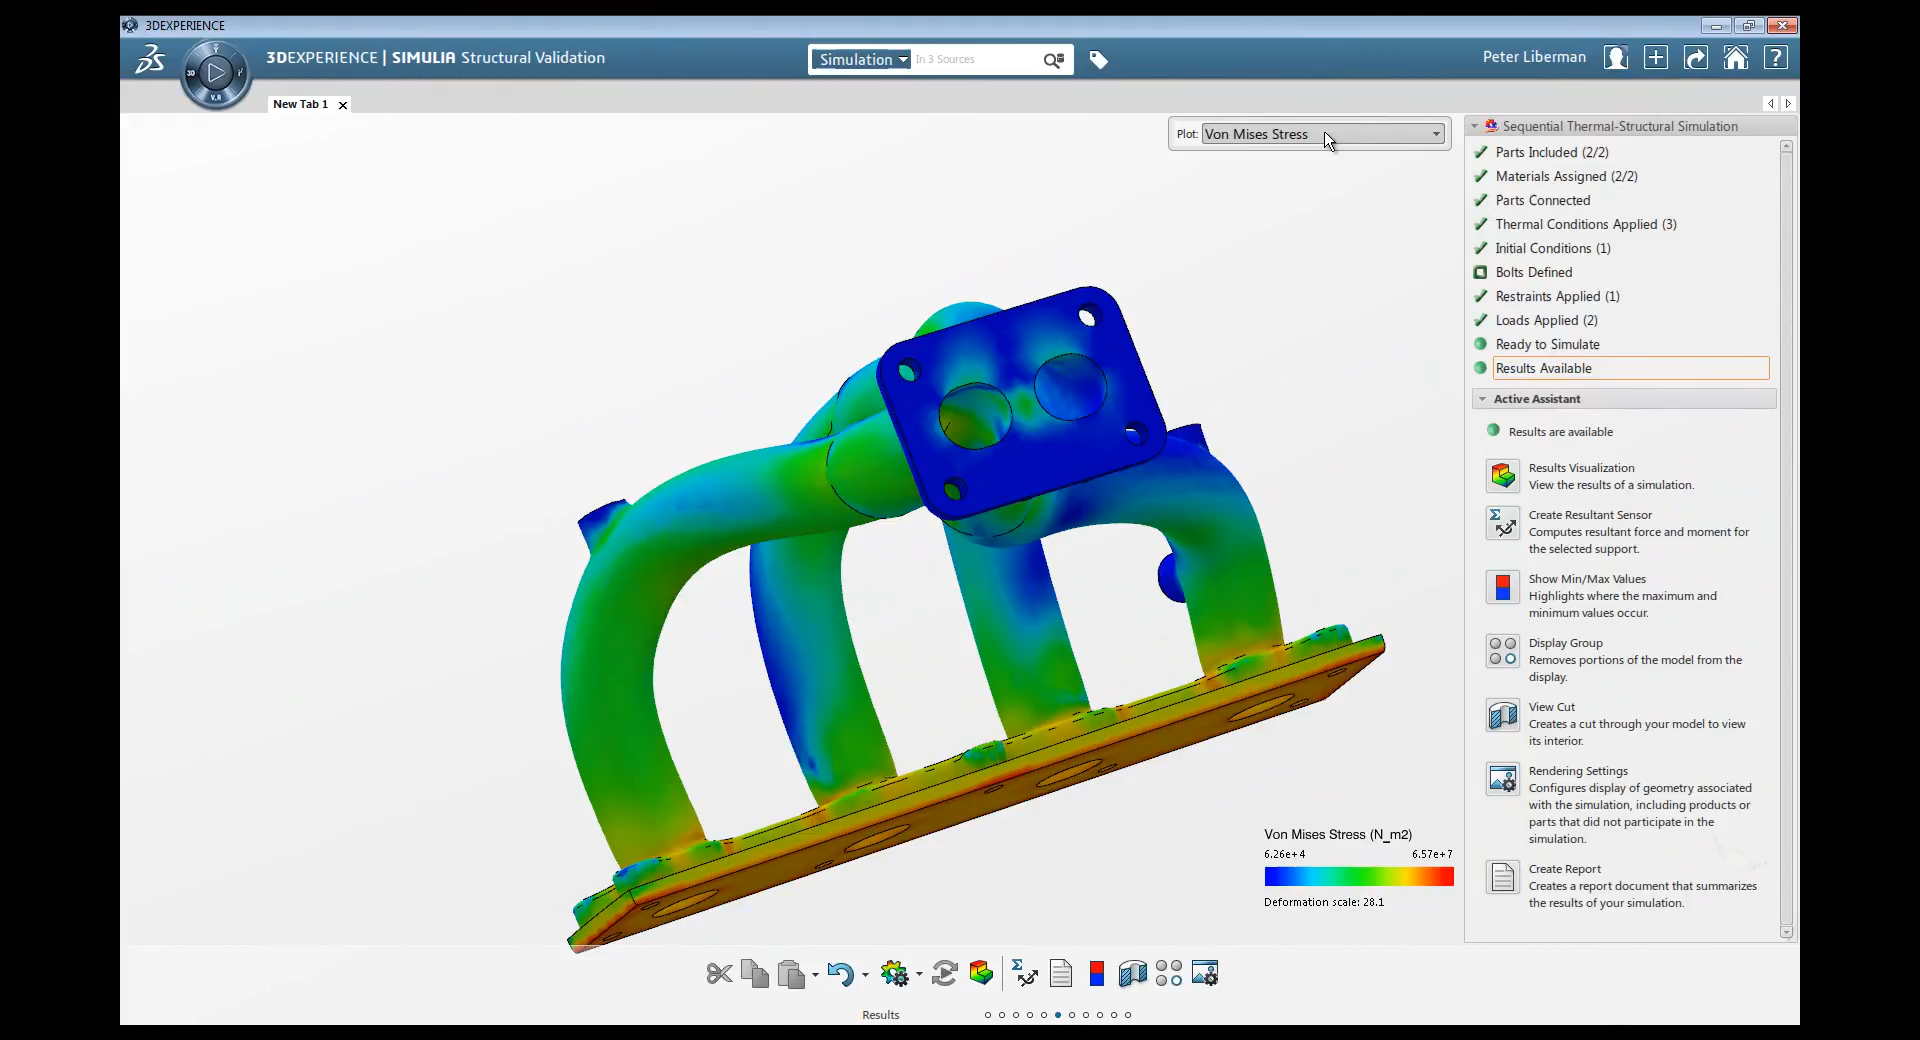 3DEXPERIENCE
3DEXPERIENCE | SIMULIA Structural Validation
Simulation
In 3 Sources
Peter Liberman
3D
V.R
New Tab 1
Plot: Von Mises Stress
Sequential Thermal-Structural Simulation
Parts Included (2/2)
Materials Assigned (2/2)
Parts Connected
Thermal Conditions Applied (3)
Initial Conditions (1)
Bolts Defined
Restraints Applied (1)
Loads Applied (2)
Ready to Simulate
Results Available
Active Assistant
Results are available
Results Visualization
View the results of a simulation.
Create Resultant Sensor
Computes resultant force and moment for
the selected support.
Show Min/Max Values
Highlights where the maximum and
minimum values occur.
Display Group
Removes portions of the model from the
display.
View Cut
Creates a cut through your model to view
its interior.
Rendering Settings
Configures display of geometry associated
with the simulation, including products or
parts that did not participate in the
simulation.
Create Report
Creates a report document that summarizes
the results of your simulation.
Von Mises Stress (N_m2)
6.26e+4 6.57e+7
Deformation scale: 28.1
Results